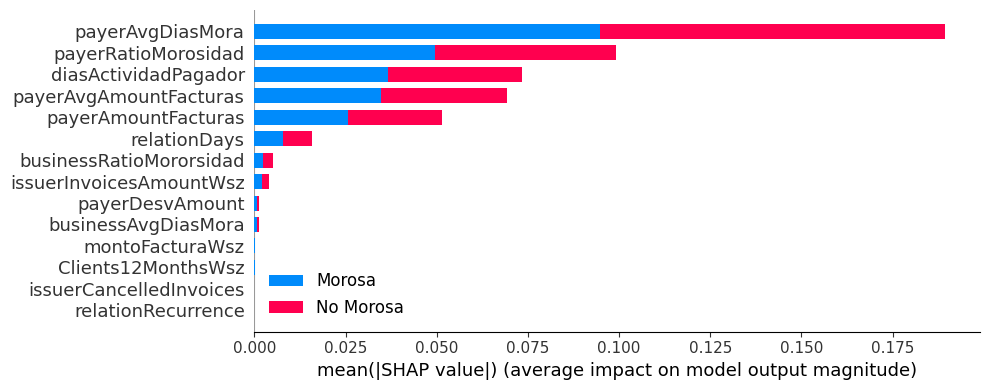 payerAvgDiasMora
payerRatioMorosidad
diasActividadPagador
payerAvgAmountFacturas
payerAmountFacturas
relationDays
businessRatioMororsidad
issuerInvoicesAmountWsz
payerDesvAmount
businessAvgDiasMora
montoFacturaWsz
Clients12MonthsWsz
issuerCancelledInvoices
relationRecurrence
Morosa
No Morosa
0.000 0.025 0.050 0.075 0.100 0.125 0.150 0.175
mean(|SHAP value|) (average impact on model output magnitude)